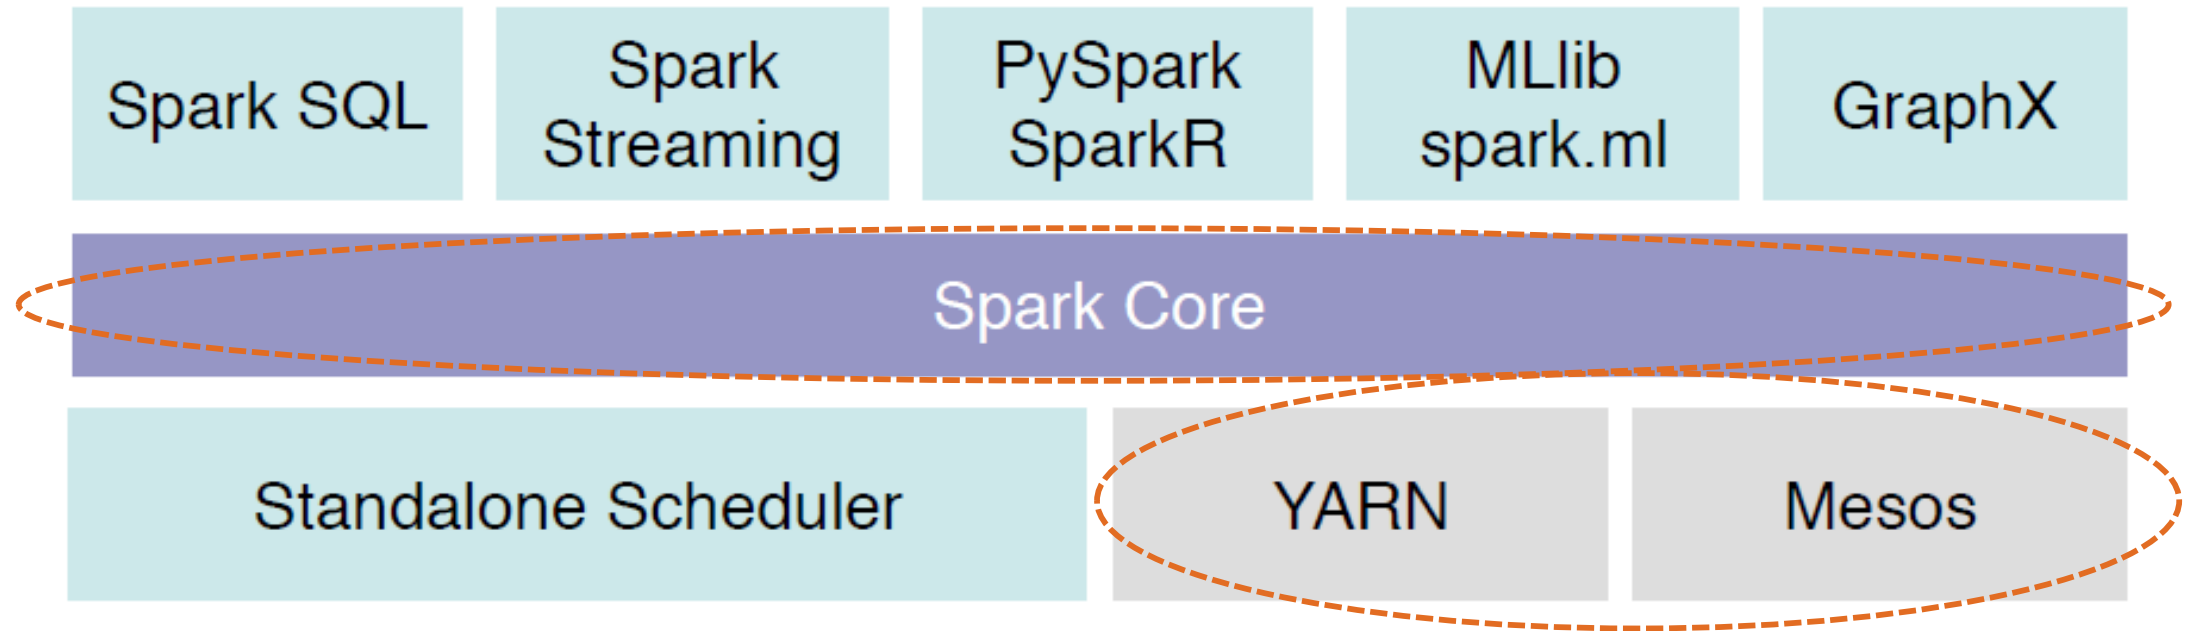 Spark SQL
Spark
Streaming
PySpark
SparkR
MLlib
spark.ml
GraphX
Spark Core
Standalone Scheduler
YARN
Mesos